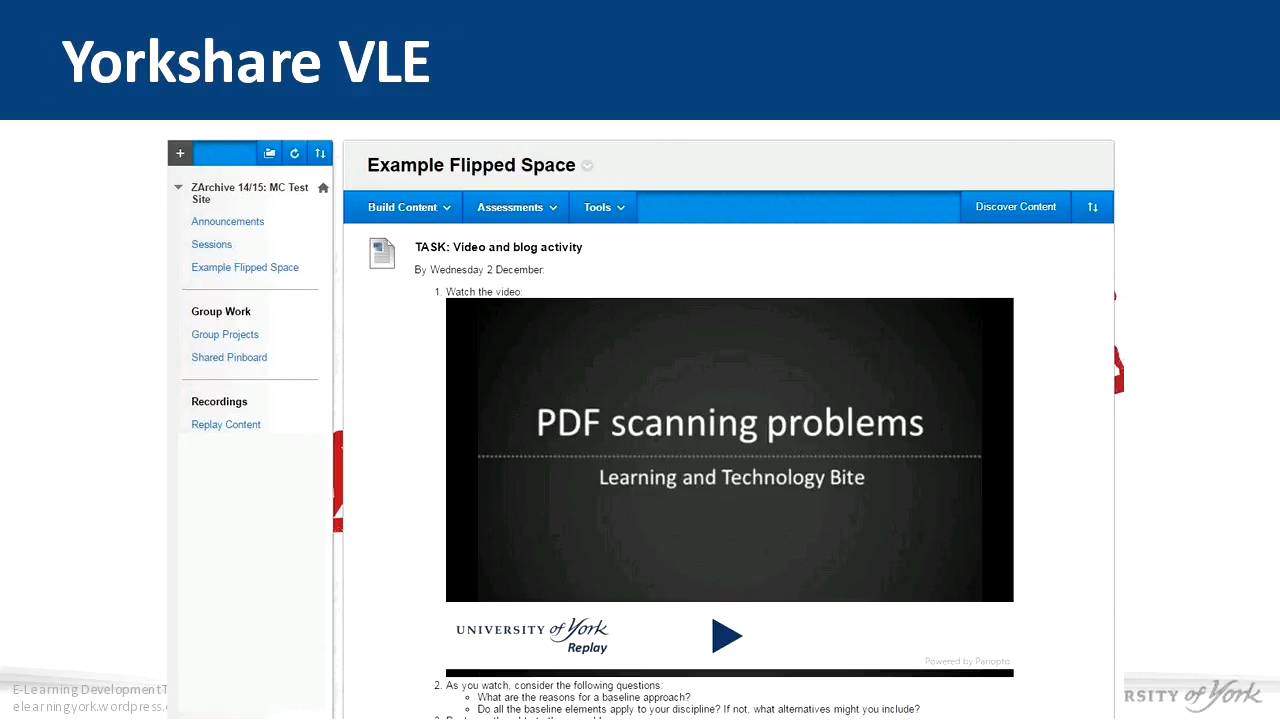 Yorkshare VLE
ZArchive 14/15: MC Test
Site
Announcements
Sessions
Example Flipped Space
Group Work
Group Projects
Shared Pinboard
Recordings
Replay Content
Example Flipped Space
Build Content
Assessments
Tools
Discover Content
TASK: Video and blog activity
By Wednesday 2 December:
1. Watch the video:
PDF scanning problems
Learning and Technology Bite
UNIVERSITY of York
Replay
Powered by Panopto
2. As you watch, consider the following questions:
What are the reasons for a baseline approach?
Do all the baseline elements apply to your discipline? If not, what alternatives might you include?
E-Learning Development T
elearningyork.wordpress.
RSITY of York